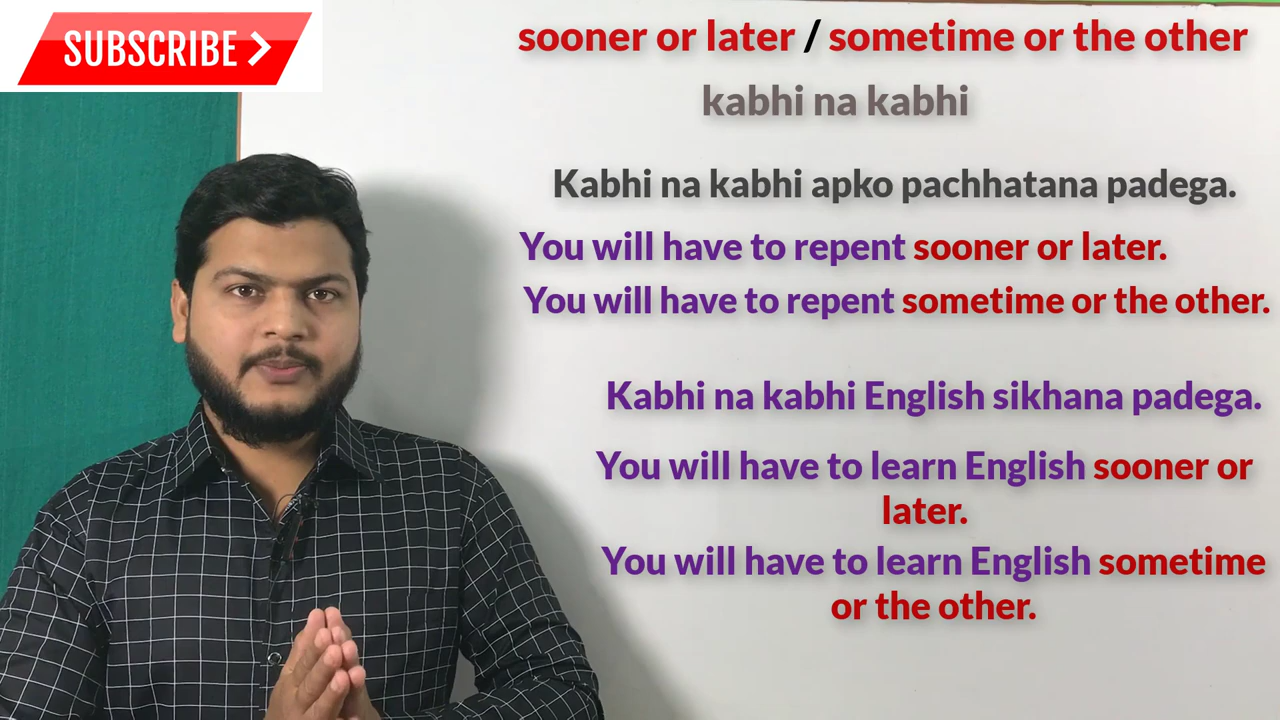 SUBSCRIBE
sooner or later / sometime or the other
kabhi na kabhi
Kabhi na kabhi apko pachhatana padega.
You will have to repent sooner or later.
You will have to repent sometime or the other.
Kabhi na kabhi English sikhana padega.
You will have to learn English sooner or
later.
You will have to learn English sometime
or the other.